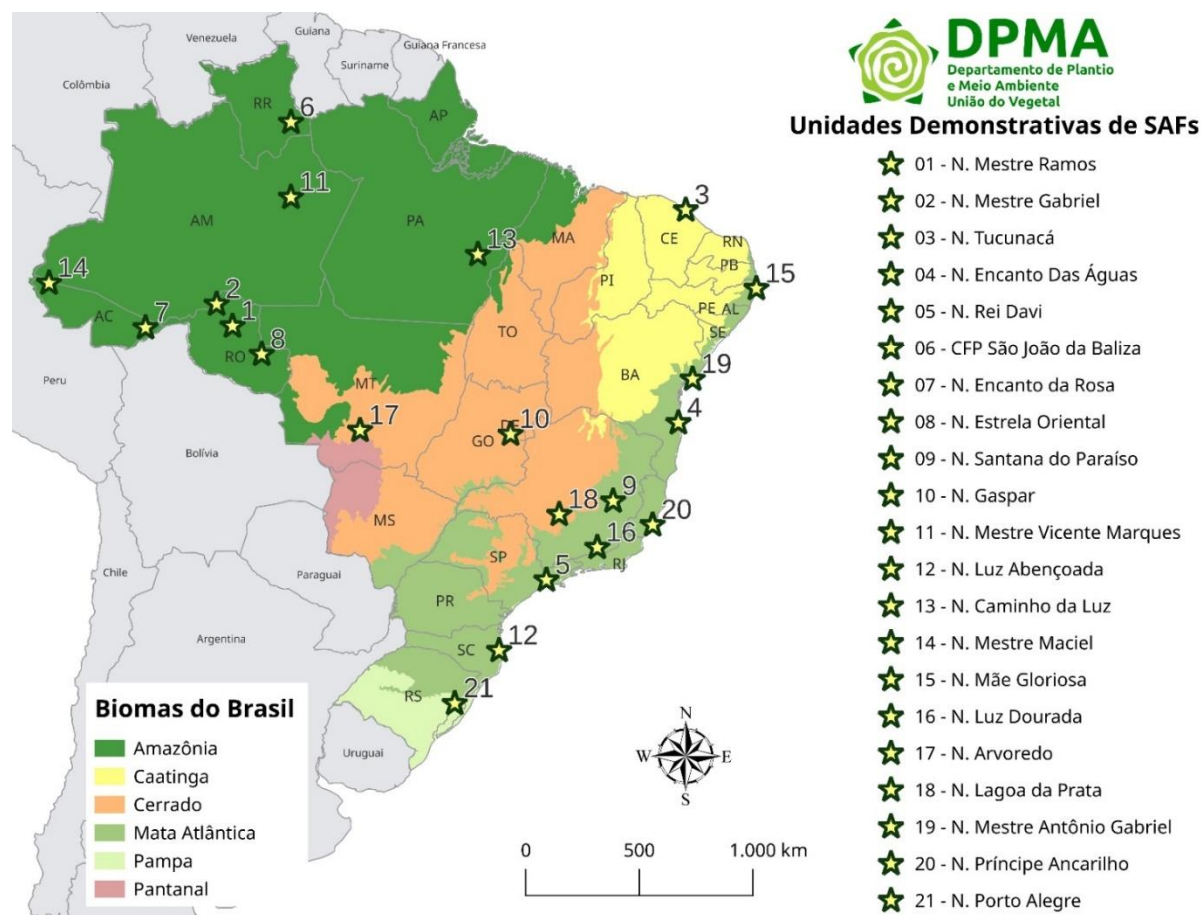 DPMA
Departamento de Plantio
e Meio Ambiente
União do Vegetal
Unidades Demonstrativas de SAFs
01 - N. Mestre Ramos
02 - N. Mestre Gabriel
03 - N. Tucunacá
04 - N. Encanto Das Águas
05 - N. Rei Davi
06 - CFP São João da Baliza
07 - N. Encanto da Rosa
08 - N. Estrela Oriental
09 - N. Santana do Paraíso
10 - N. Gaspar
11 - N. Mestre Vicente Marques
12 - N. Luz Abençoada
13 - N. Caminho da Luz
14 - N. Mestre Maciel
15 - N. Mãe Gloriosa
16 - N. Luz Dourada
17 - N. Arvoredo
18 - N. Lagoa da Prata
19 - N. Mestre Antônio Gabriel
20 - N. Príncipe Ancarilho
21 - N. Porto Alegre
Venezuela
Guiana
Guiana Francesa
Suriname
Colômbia
RR
6
AP
11
AM
PA
3
13
MA
CE
RN
PB
PI
14
15
2
7
1
AC
PE
AL
SE
TO
8
RO
19
BA
Peru
MT
4
17
10
DF
GO
Bolívia
18
9
20
MS
16
SP
RJ
5
Paraguai
Chile
PR
12
SC
Argentina
21
RS
Uruguai
Biomas do Brasil
Amazônia
Caatinga
Cerrado
Mata Atlântica
Pampa
Pantanal
N
W
E
S
0
500
1.000 km